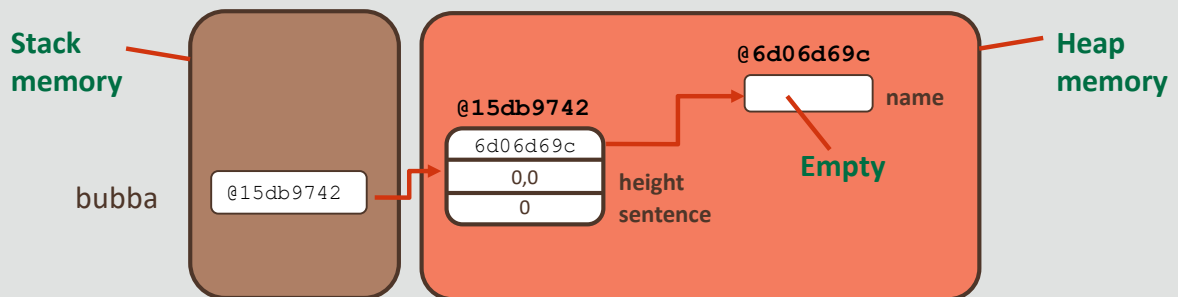 Stack
memory
Heap
memory
@6d06d69c
name
@15db9742
6d06d69c
Empty
0,0
height
0
sentence
bubba
@15db9742